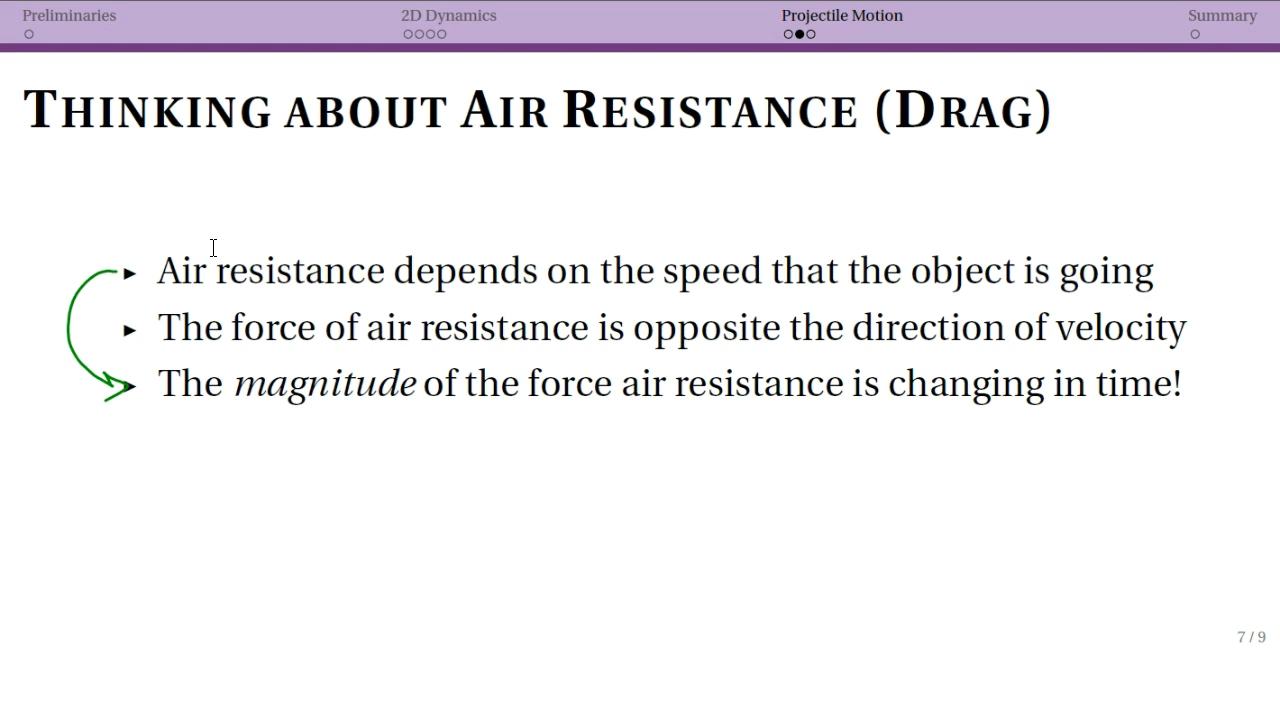 Preliminaries 2D Dynamics Projectile Motion Summary
THINKING ABOUT AIR RESISTANCE (DRAG)
Air resistance depends on the speed that the object is going
The force of air resistance is opposite the direction of velocity
The magnitude of the force air resistance is changing in time!
7 / 9